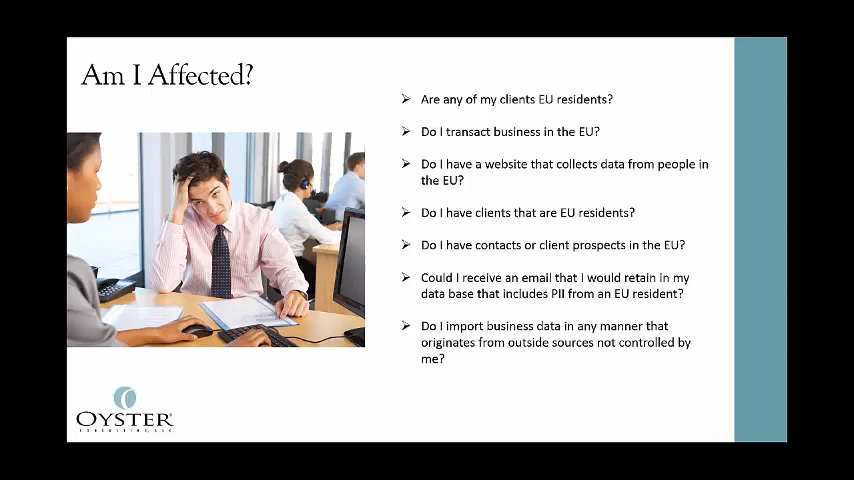 Am I Affected?
Are any of my clients EU residents?
Do I transact business in the EU?
Do I have a website that collects data from people in
the EU?
Do I have clients that are EU residents?
Do I have contacts or client prospects in the EU?
Could I receive an email that I would retain in my
data base that includes PII from an EU resident?
Do I import business data in any manner that
originates from outside sources not controlled by
me?
OYSTER®
CONSULTING, LLC